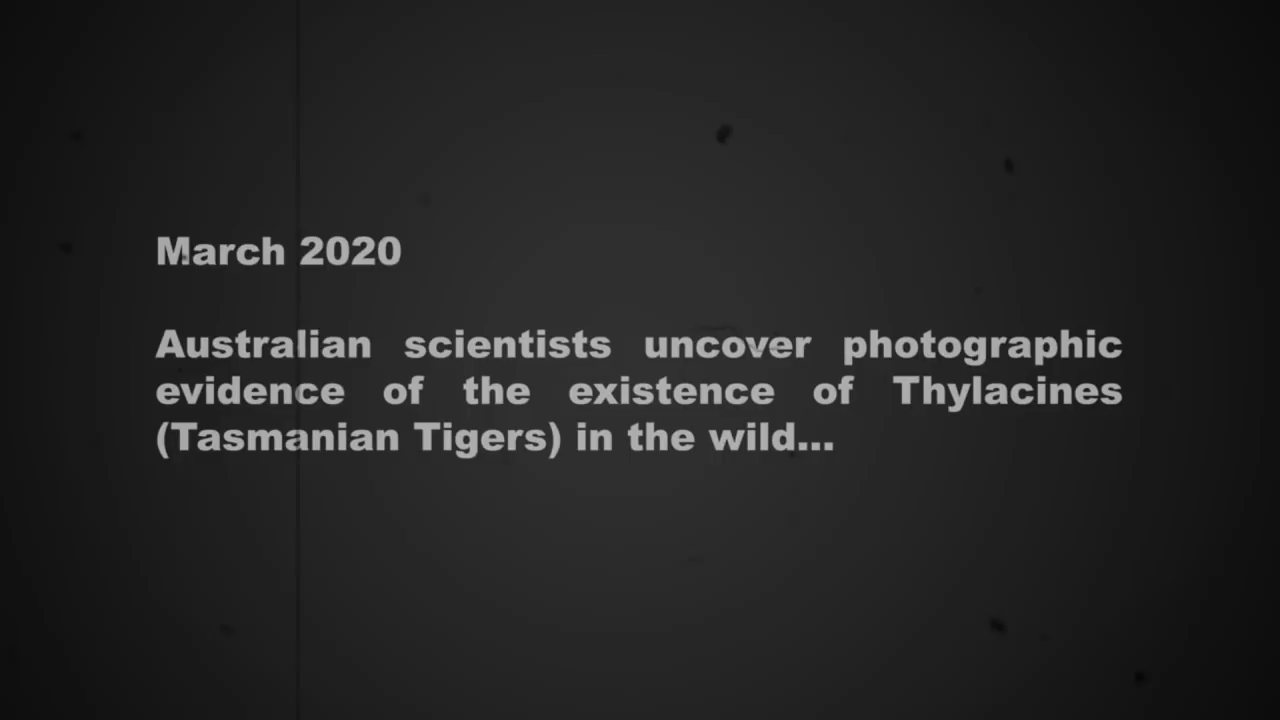 March 2020
Australian scientists uncover photographic
evidence of the existence of Thylacines
(Tasmanian Tigers) in the wild...